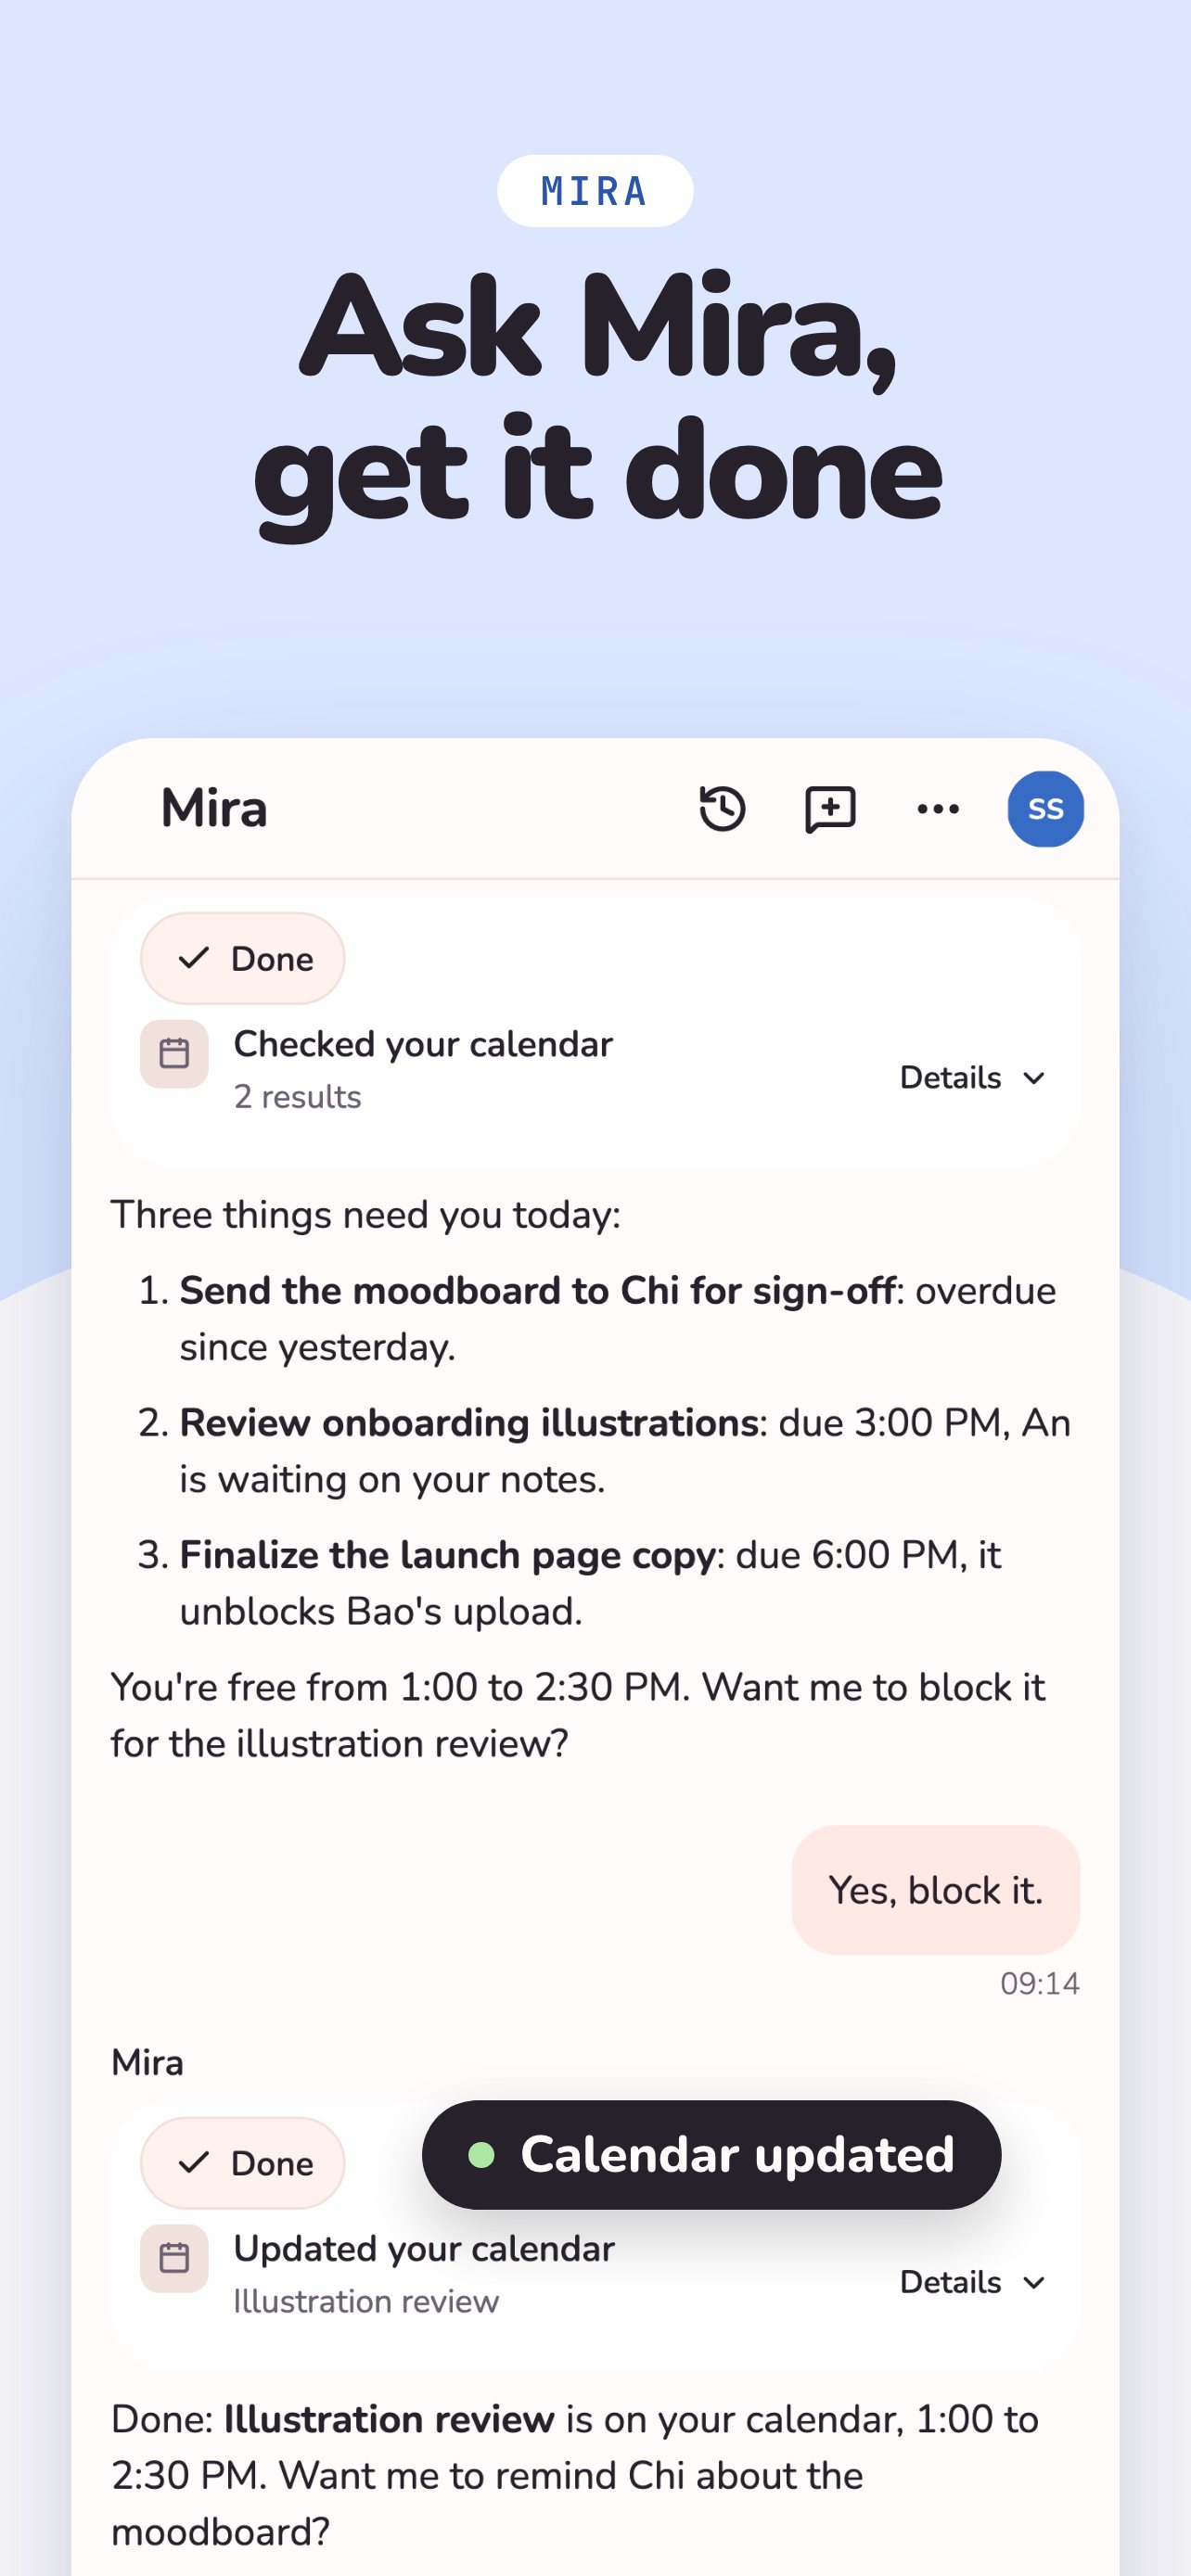 MIRA
Ask Mira,
get it done
Mira
SS
Done
Checked your calendar
2 results
Details
Three things need you today:
1. Send the moodboard to Chi for sign-off: overdue
since yesterday.
2. Review onboarding illustrations: due 3:00 PM, An
is waiting on your notes.
3. Finalize the launch page copy: due 6:00 PM, it
unblocks Bao's upload.
You're free from 1:00 to 2:30 PM. Want me to block it
for the illustration review?
Yes, block it.
09:14
Mira
Done
Calendar updated
Updated your calendar
Illustration review
Details
Done: Illustration review is on your calendar, 1:00 to
2:30 PM. Want me to remind Chi about the
moodboard?